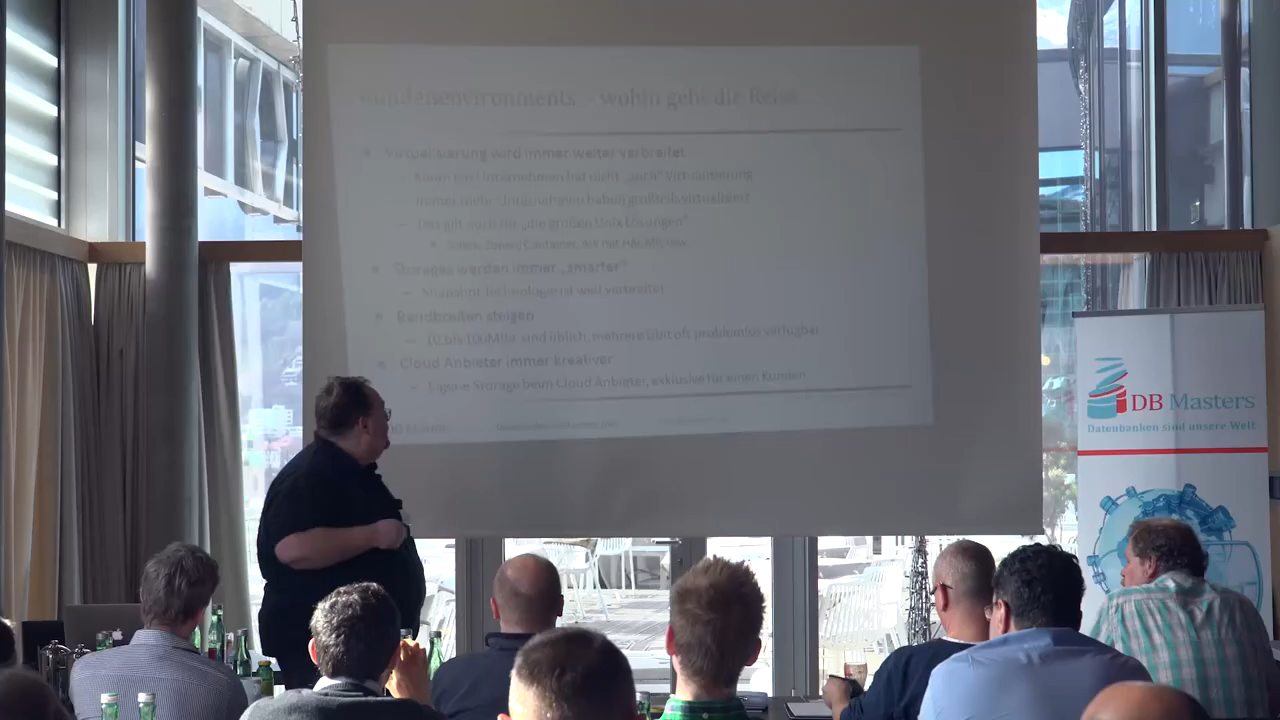 - wohin geht die Reise
Virtualisierung wird immer weiter verbreitet
– Kaum ein Unternehmen hat nicht „auch" Virtualisierung
Immer mehr Unternehmen haben großteils virtualisiert
– Das gilt auch für „die großen Unix Lösungen"
Storages werden immer „smarter"
– Snapshot Technologie ist weit verbreitet
Bandbreiten steigen
– 10 bis 100Mbit sind üblich, mehrere Gbit oft problemlos verfügbar
Cloud Anbieter immer kreativer
– Eigene Storage beim Cloud Anbieter, exklusive für einen Kunden
DB Masters
Datenbanken sind unsere Welt